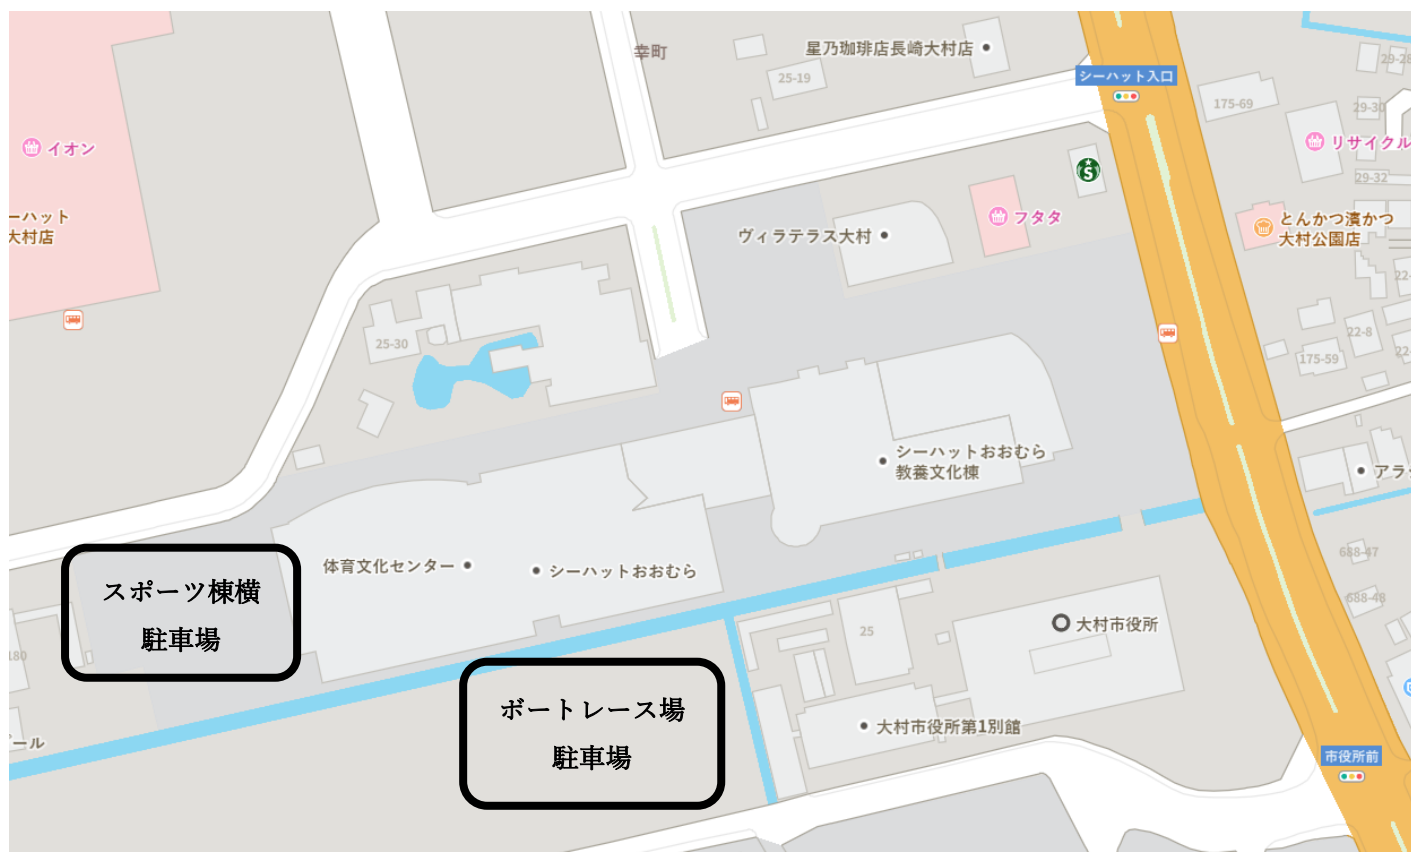 幸町
星乃珈琲店長崎大村店
シーハット入口
29-28
25-19
175-69
29-30
イオン
リサイクル
29-32
ーハット
大村店
フタタ
とんかつ濱かつ
大村公園店
ヴィラテラス大村
22-
25-30
22-8
22-
175-59
シーハットおおむら
教養文化棟
アラ
688-47
体育文化センター
シーハットおおむら
スポーツ棟横
駐車場
688-48
25
大村市役所
180
ボートレース場
駐車場
大村市役所第1別館
ール
市役所前